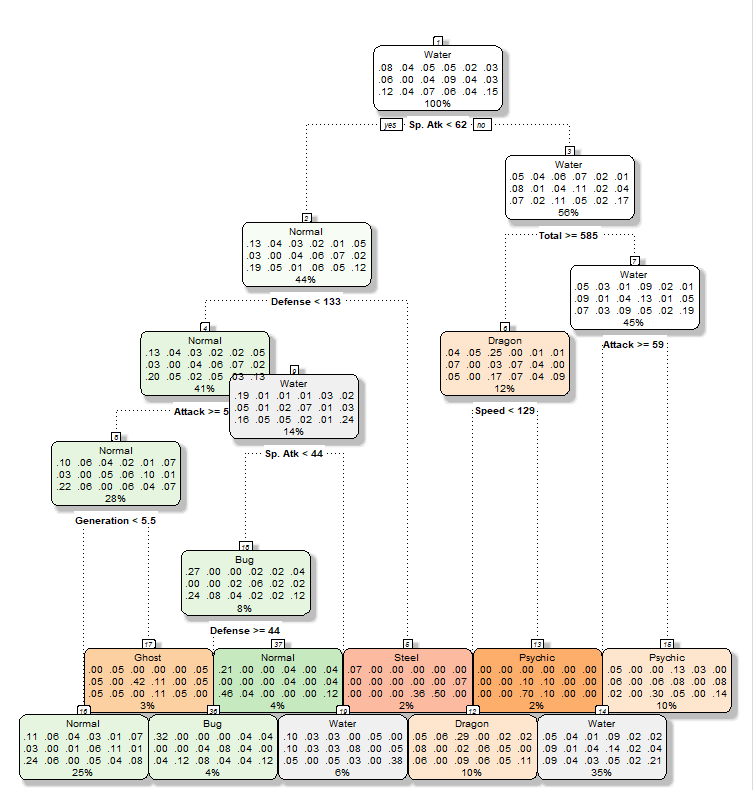 1
Water
.08 .04 .05 .05 .02 .03
.06 .00 .04 .09 .04 .03
.12 .04 .07 .06 .04 .15
100%
yes Sp. Atk < 62 no
3
Water
.05 .04 .06 .07 .02 .01
.08 .01 .04 .11 .02 .04
.07 .02 .11 .05 .02 .17
56%
2
Normal
.13 .04 .03 .02 .01 .05
.03 .00 .04 .06 .07 .02
.19 .05 .01 .06 .05 .12
44%
Total >= 585
7
Water
.05 .03 .01 .09 .02 .01
.09 .01 .04 .13 .01 .05
.07 .03 .09 .05 .02 .19
45%
Defense < 133
4
Normal
.13 .04 .03 .02 .02 .05
.03 .00 .04 .06 .07 .02
.20 .05 .02 .05 .03 .13
41%
6
Dragon
.04 .05 .25 .00 .01 .01
.07 .00 .03 .07 .04 .00
.05 .00 .17 .07 .04 .09
12%
Attack >= 59
9
Water
.19 .01 .01 .01 .03 .02
.05 .01 .02 .07 .01 .03
.16 .05 .05 .02 .01 .24
14%
Attack >= 5
Speed < 129
8
Normal
.10 .06 .04 .02 .01 .07
.03 .00 .05 .06 .10 .01
.22 .06 .00 .06 .04 .07
28%
Sp. Atk < 44
Generation < 5.5
18
Bug
.27 .00 .00 .02 .02 .04
.00 .00 .02 .06 .02 .02
.24 .08 .04 .02 .02 .12
8%
Defense >= 44
17
Ghost
.00 .05 .00 .00 .00 .05
.05 .00 .42 .11 .00 .05
.05 .05 .00 .11 .05 .00
3%
37
Normal
.21 .00 .00 .04 .00 .04
.00 .04 .00 .00 .04 .00
.46 .04 .00 .00 .00 .12
4%
5
Steel
.07 .00 .00 .00 .00 .00
.00 .00 .00 .00 .00 .07
.00 .00 .00 .36 .50 .00
2%
13
Psychic
.00 .00 .00 .00 .00 .00
.00 .00 .10 .10 .00 .00
.00 .00 .70 .10 .00 .00
2%
15
Psychic
.05 .00 .00 .13 .03 .00
.06 .00 .06 .08 .00 .08
.02 .00 .30 .05 .00 .14
10%
16
Normal
.11 .06 .04 .03 .01 .07
.03 .00 .01 .06 .11 .01
.24 .06 .00 .05 .04 .08
25%
36
Bug
.32 .00 .00 .00 .04 .04
.00 .00 .04 .08 .04 .00
.04 .12 .08 .04 .04 .12
4%
19
Water
.10 .03 .03 .00 .05 .00
.10 .03 .03 .08 .00 .05
.05 .00 .05 .03 .00 .38
6%
12
Dragon
.05 .06 .29 .00 .02 .02
.08 .00 .02 .06 .05 .00
.06 .00 .09 .06 .05 .11
10%
14
Water
.05 .04 .01 .09 .02 .02
.09 .01 .04 .14 .02 .04
.09 .04 .03 .05 .02 .21
35%